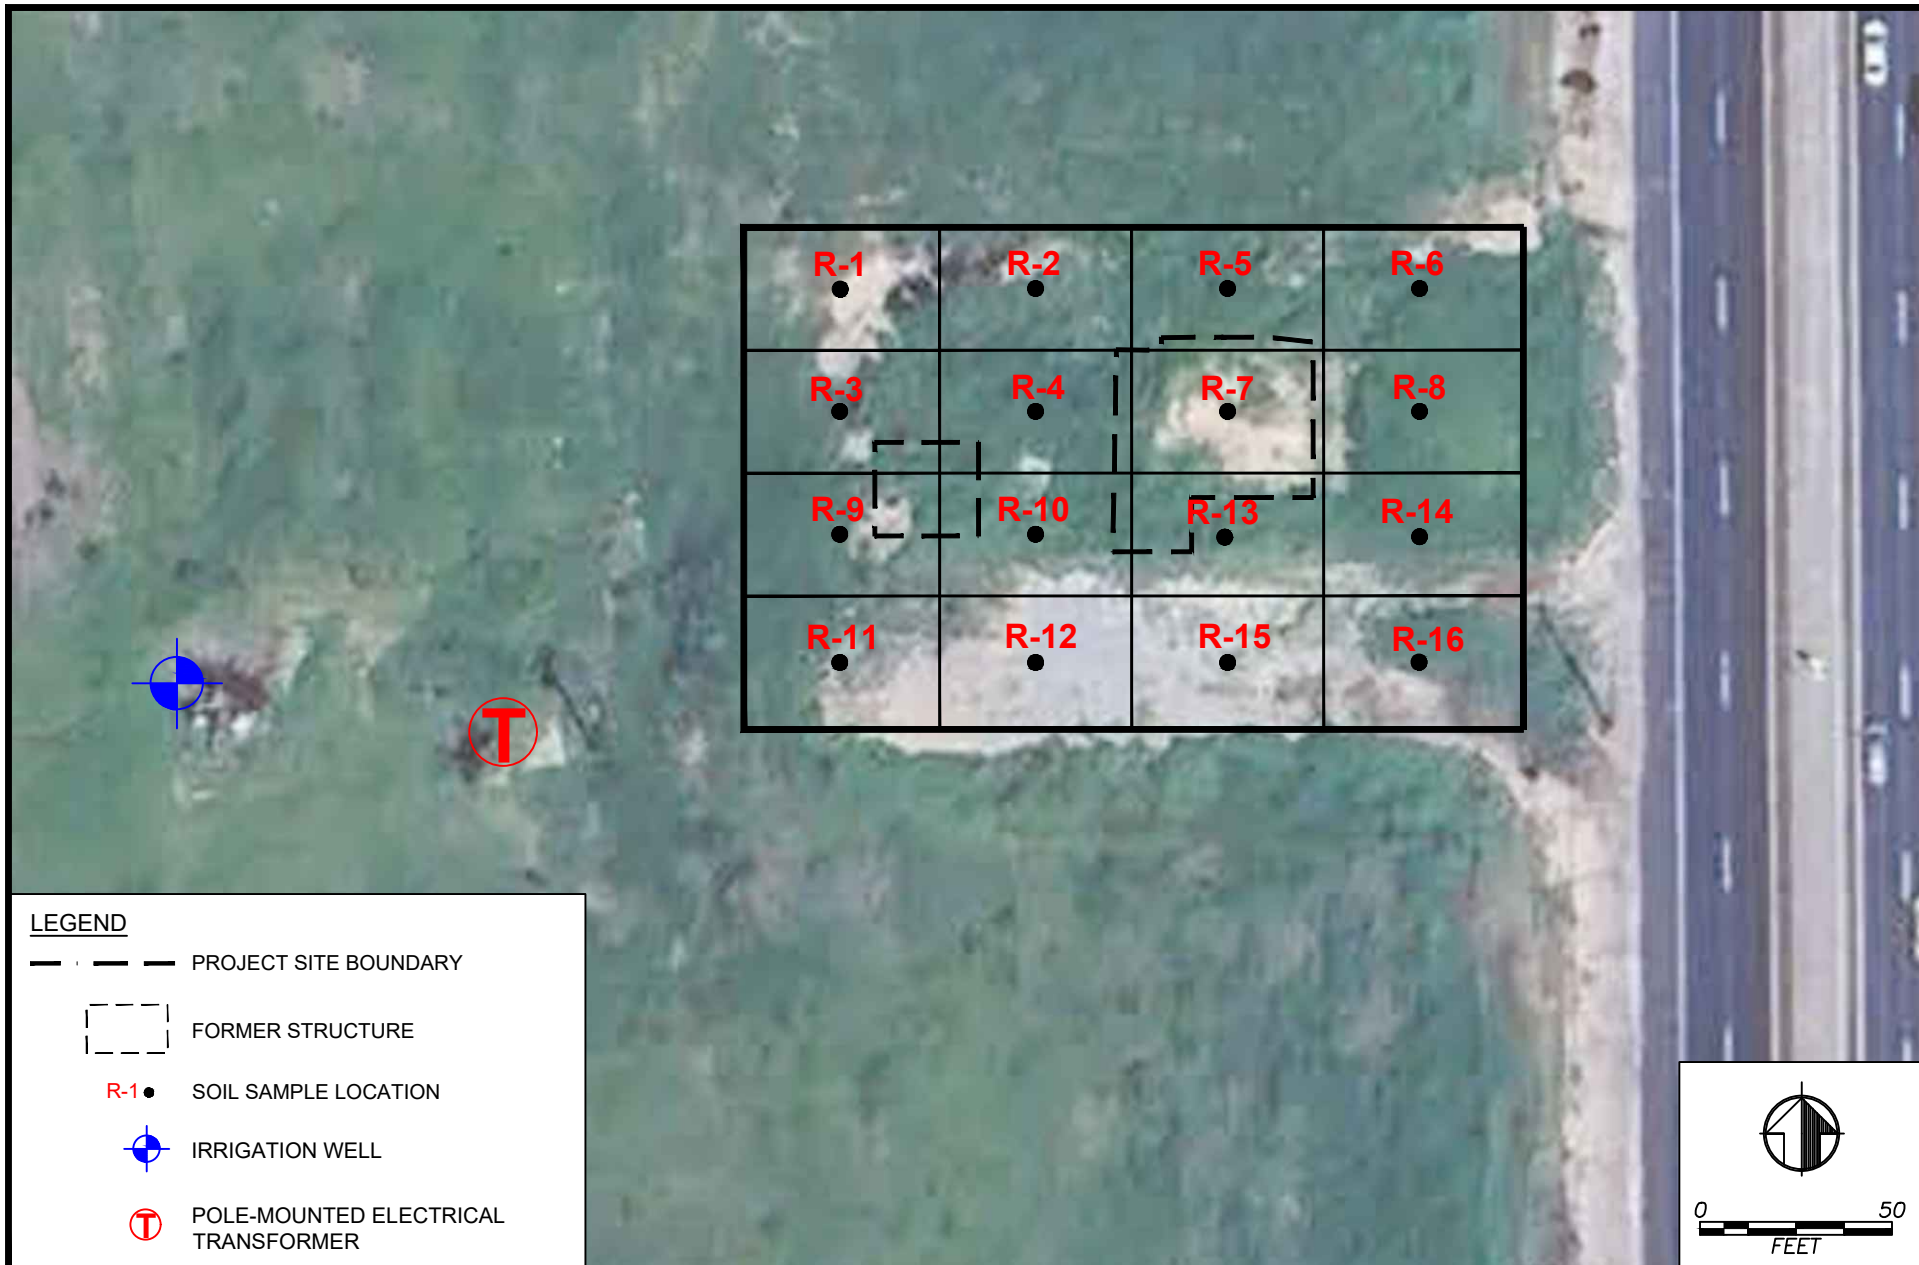 R-1 R-2 R-5 R-6
R-3 R-4 R-7 R-8
R-9 R-10 R-13 R-14
R-11 R-12 R-15 R-16
T
LEGEND
PROJECT SITE BOUNDARY
FORMER STRUCTURE
R-1 SOIL SAMPLE LOCATION
IRRIGATION WELL
T POLE-MOUNTED ELECTRICAL
TRANSFORMER
0 50
FEET